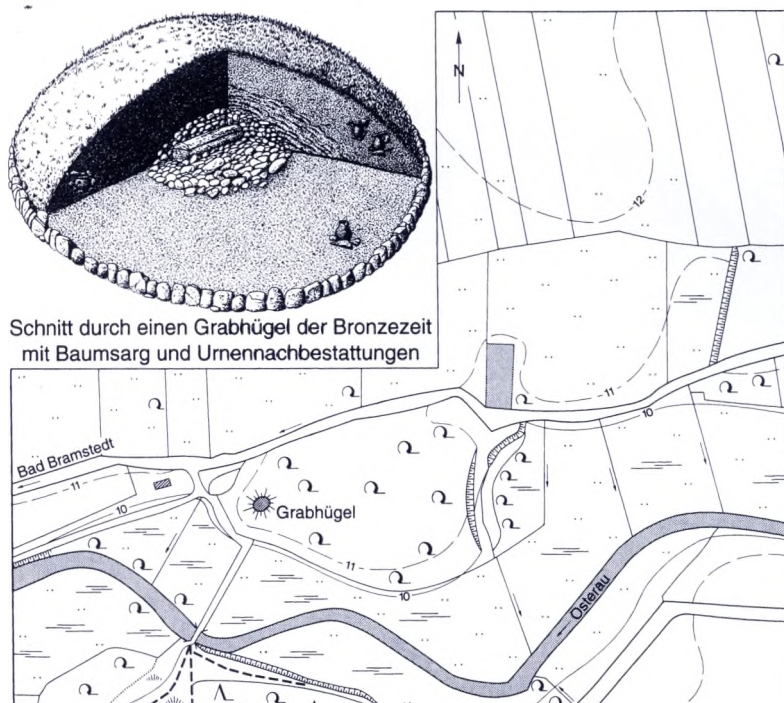 N
12
Schnitt durch einen Grabhügel der Bronzezeit
mit Baumsarg und Urnennachbestattungen
11
10
Bad Bramstedt
11
10
Grabhügel
11
10
Osterau